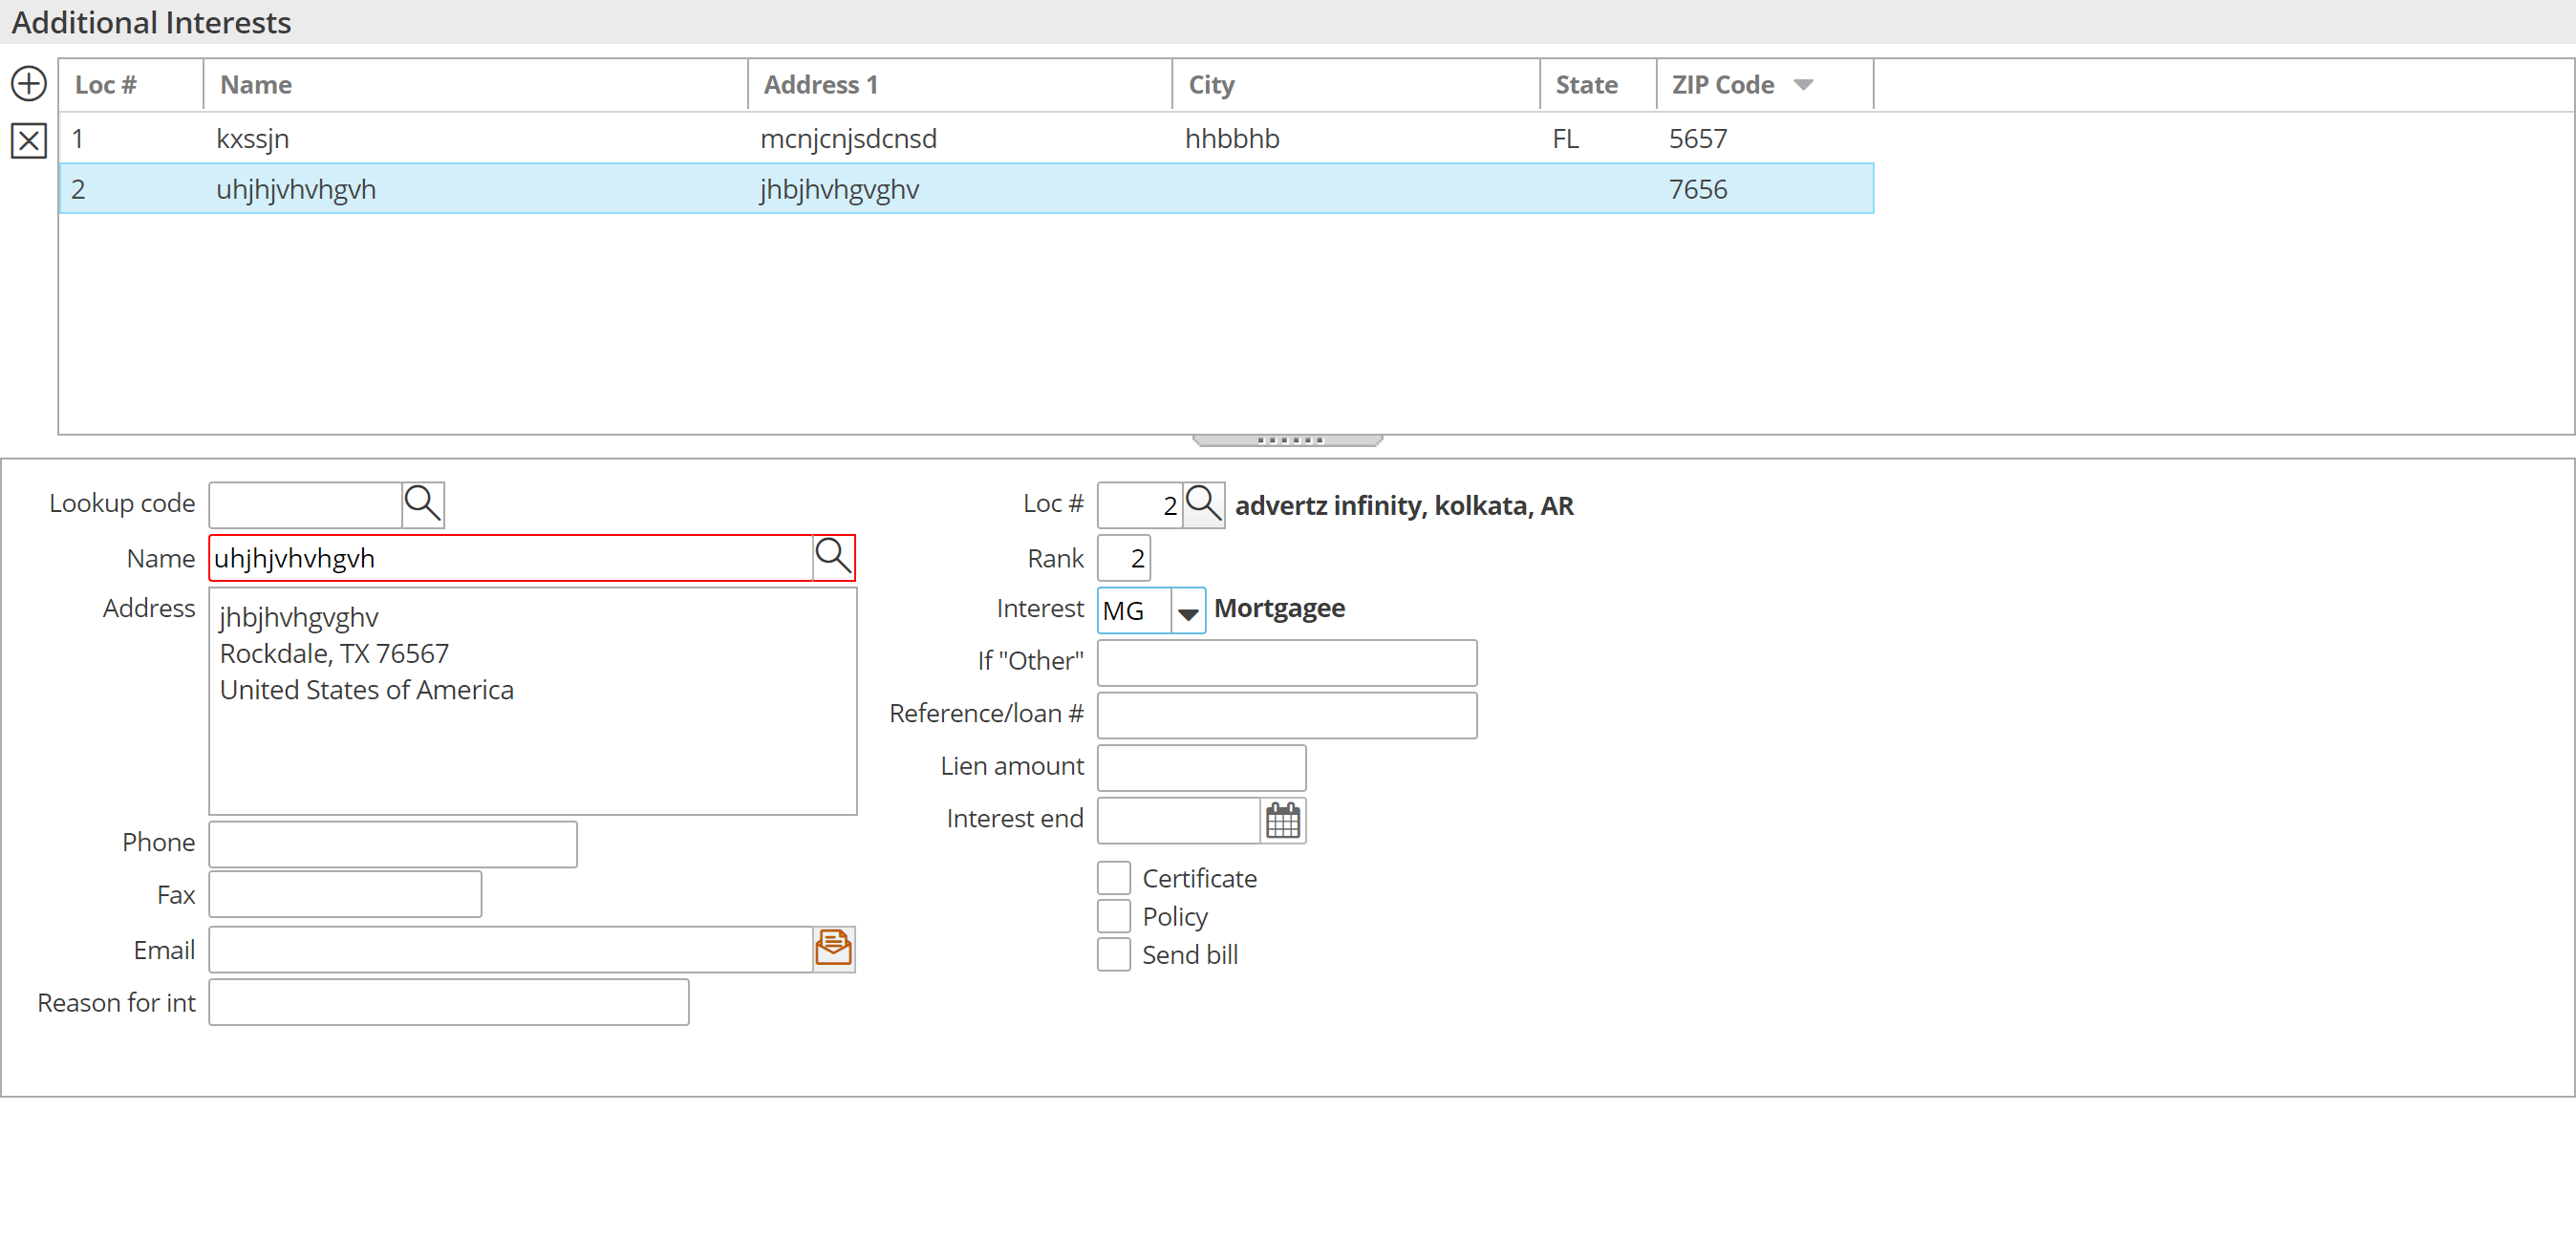 Additional Interests
Loc # Name Address 1 City State ZIP Code
1 kxssjn mcnjcnjsdcnsd hhbbhb FL 5657
2 uhjhjvhvhgvh jhbjhvhgvghv 7656
Lookup code
Name uhjhjvhvhgvh
Address jhbjhvhgvghv
Rockdale, TX 76567
United States of America
Phone
Fax
Email
Reason for int
Loc # 2 advertz infinity, kolkata, AR
Rank 2
Interest MG Mortgagee
If "Other"
Reference/loan #
Lien amount
Interest end
Certificate
Policy
Send bill